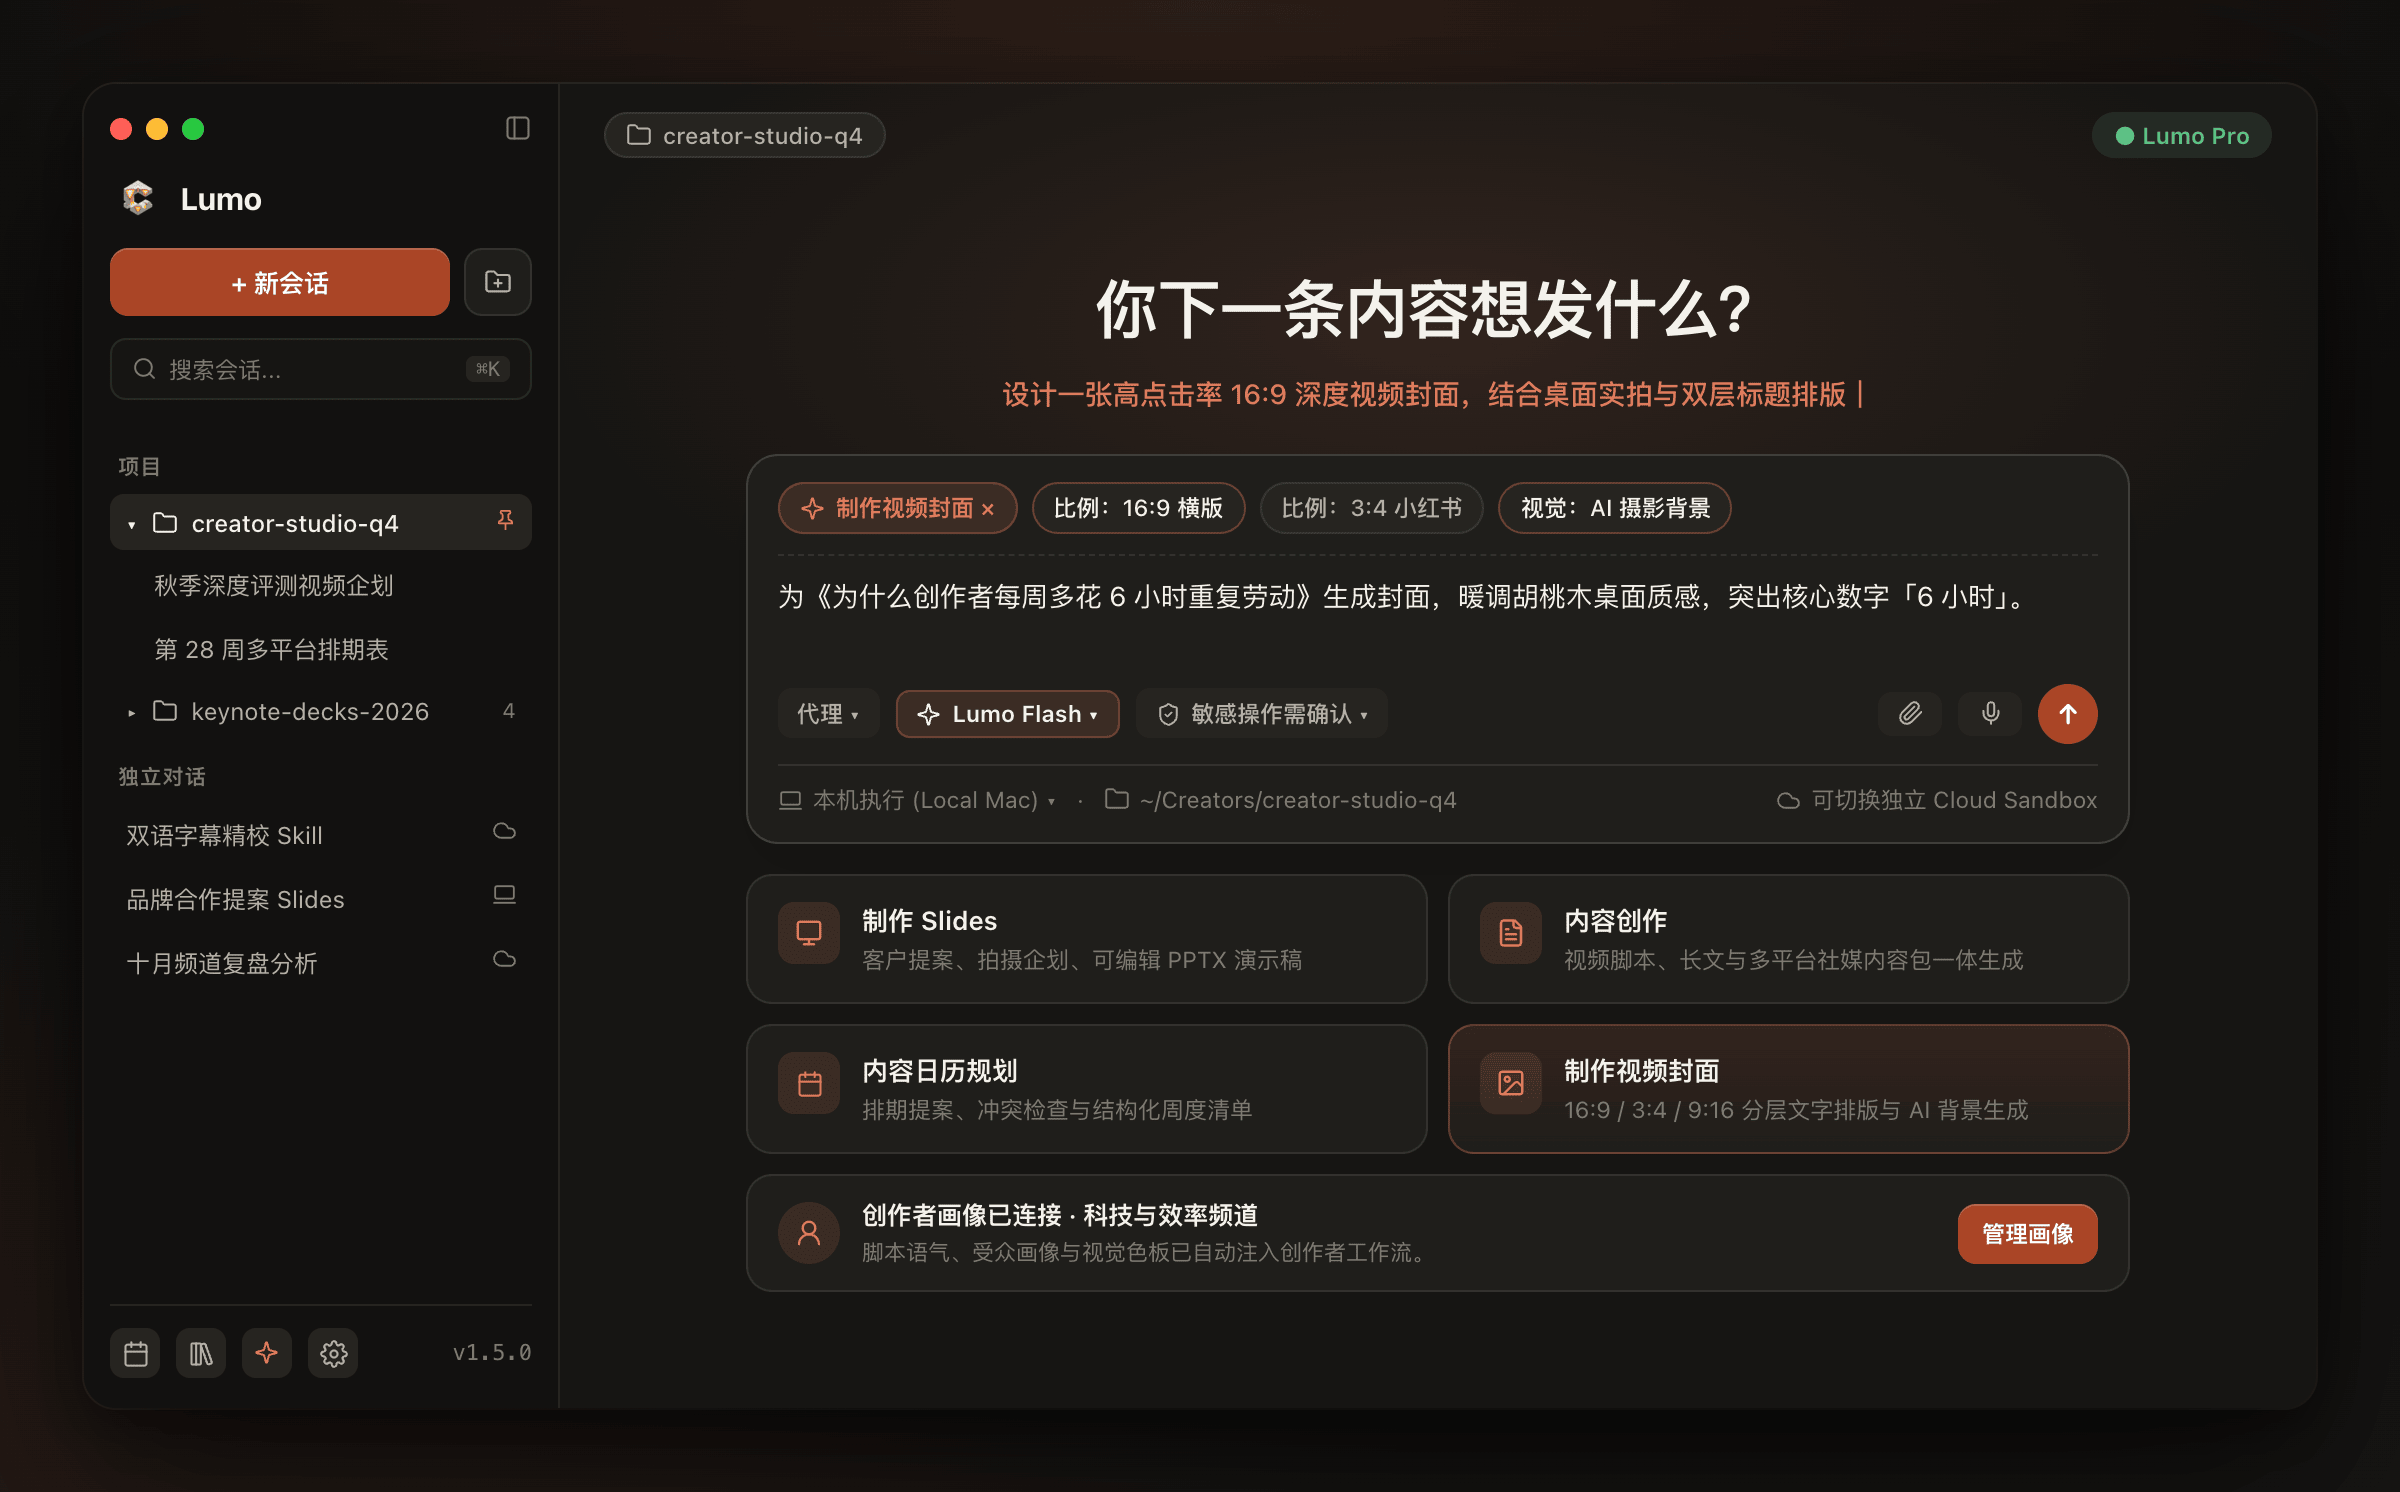 Lumo
+ 新会话
搜索会话...
⌘K
项目
creator-studio-q4
秋季深度评测视频企划
第 28 周多平台排期表
keynote-decks-2026
4
独立对话
双语字幕精校 Skill
品牌合作提案 Slides
十月频道复盘分析
v1.5.0
creator-studio-q4
Lumo Pro
你下一条内容想发什么?
设计一张高点击率 16:9 深度视频封面，结合桌面实拍与双层标题排版
制作视频封面 ×
比例：16:9 横版
比例：3:4 小红书
视觉：AI 摄影背景
为《为什么创作者每周多花 6 小时重复劳动》生成封面，暖调胡桃木桌面质感，突出核心数字「6 小时」。
代理
Lumo Flash
敏感操作需确认
本机执行 (Local Mac)
·
~/Creators/creator-studio-q4
可切换独立 Cloud Sandbox
制作 Slides
客户提案、拍摄企划、可编辑 PPTX 演示稿
内容创作
视频脚本、长文与多平台社媒内容包一体生成
内容日历规划
排期提案、冲突检查与结构化周度清单
制作视频封面
16:9 / 3:4 / 9:16 分层文字排版与 AI 背景生成
创作者画像已连接 · 科技与效率频道
脚本语气、受众画像与视觉色板已自动注入创作者工作流。
管理画像